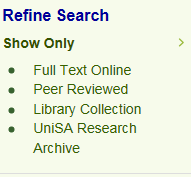 Refine Search
Show Only
Full Text Online
Peer Reviewed
Library Collection
UniSA Research
Archive